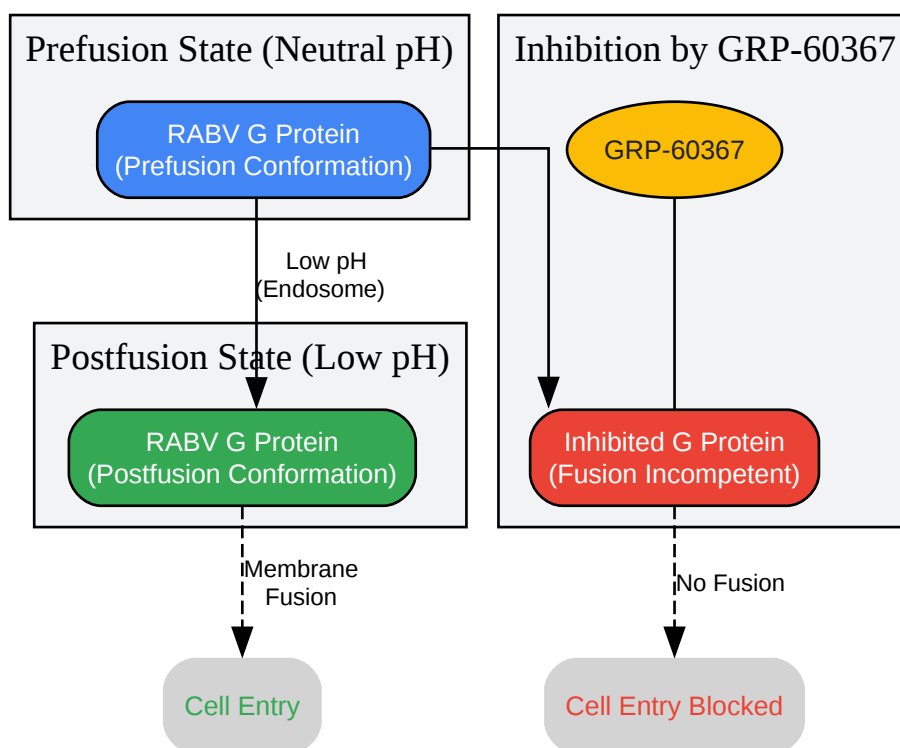 Prefusion State (Neutral pH)
RABV G Protein
(Prefusion Conformation)
Inhibition by GRP-60367
GRP-60367
Low pH
(Endosome)
Postfusion State (Low pH)
RABV G Protein
(Postfusion Conformation)
Inhibited G Protein
(Fusion Incompetent)
Membrane
Fusion
No Fusion
Cell Entry
Cell Entry Blocked